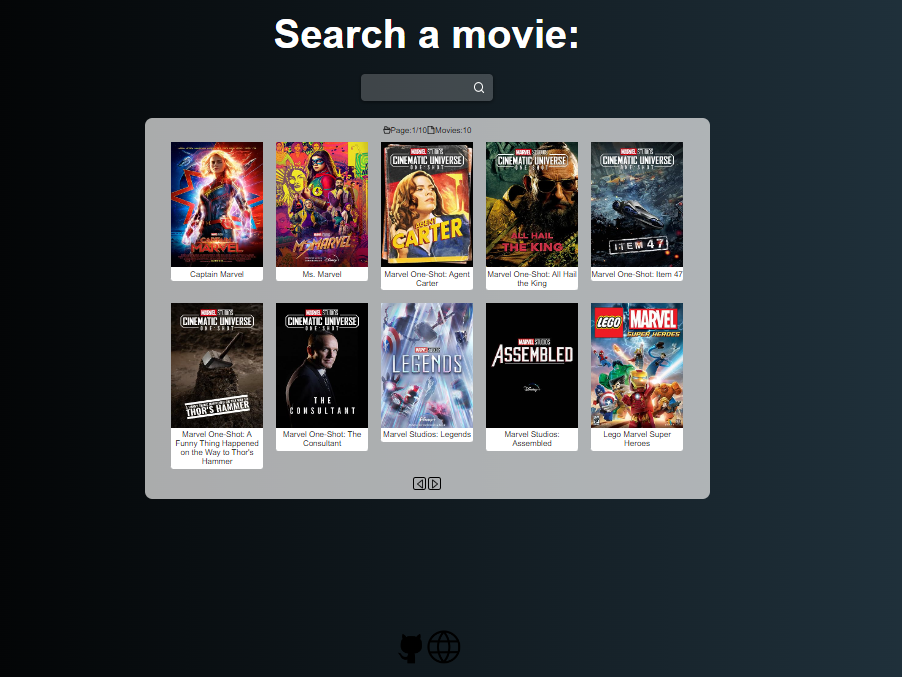 Search a movie:
Page:1/10 Movies:10
MARVEL
Captain Marvel
MS. MARVEL
Disney+
Ms. Marvel
MARVEL STUDIOS
CINEMATIC UNIVERSE
ONE-SHOT
AGENT
CARTER
Marvel One-Shot: Agent
Carter
MARVEL STUDIOS
CINEMATIC UNIVERSE
ONE-SHOT
ALL HAIL
THE KING
Marvel One-Shot: All Hail
the King
MARVEL STUDIOS
CINEMATIC UNIVERSE
ONE-SHOT
ITEM 47
Marvel One-Shot: Item 47
MARVEL STUDIOS
CINEMATIC UNIVERSE
ONE-SHOT
THOR'S HAMMER
Marvel One-Shot: A
Funny Thing Happened
on the Way to Thor's
Hammer
MARVEL STUDIOS
CINEMATIC UNIVERSE
ONE-SHOT
THE
CONSULTANT
Marvel One-Shot: The
Consultant
MARVEL STUDIOS
LEGENDS
Disney+
Marvel Studios: Legends
MARVEL STUDIOS
ASSEMBLED
Disney+
Marvel Studios:
Assembled
LEGO MARVEL
SUPER HEROES
Lego Marvel Super
Heroes